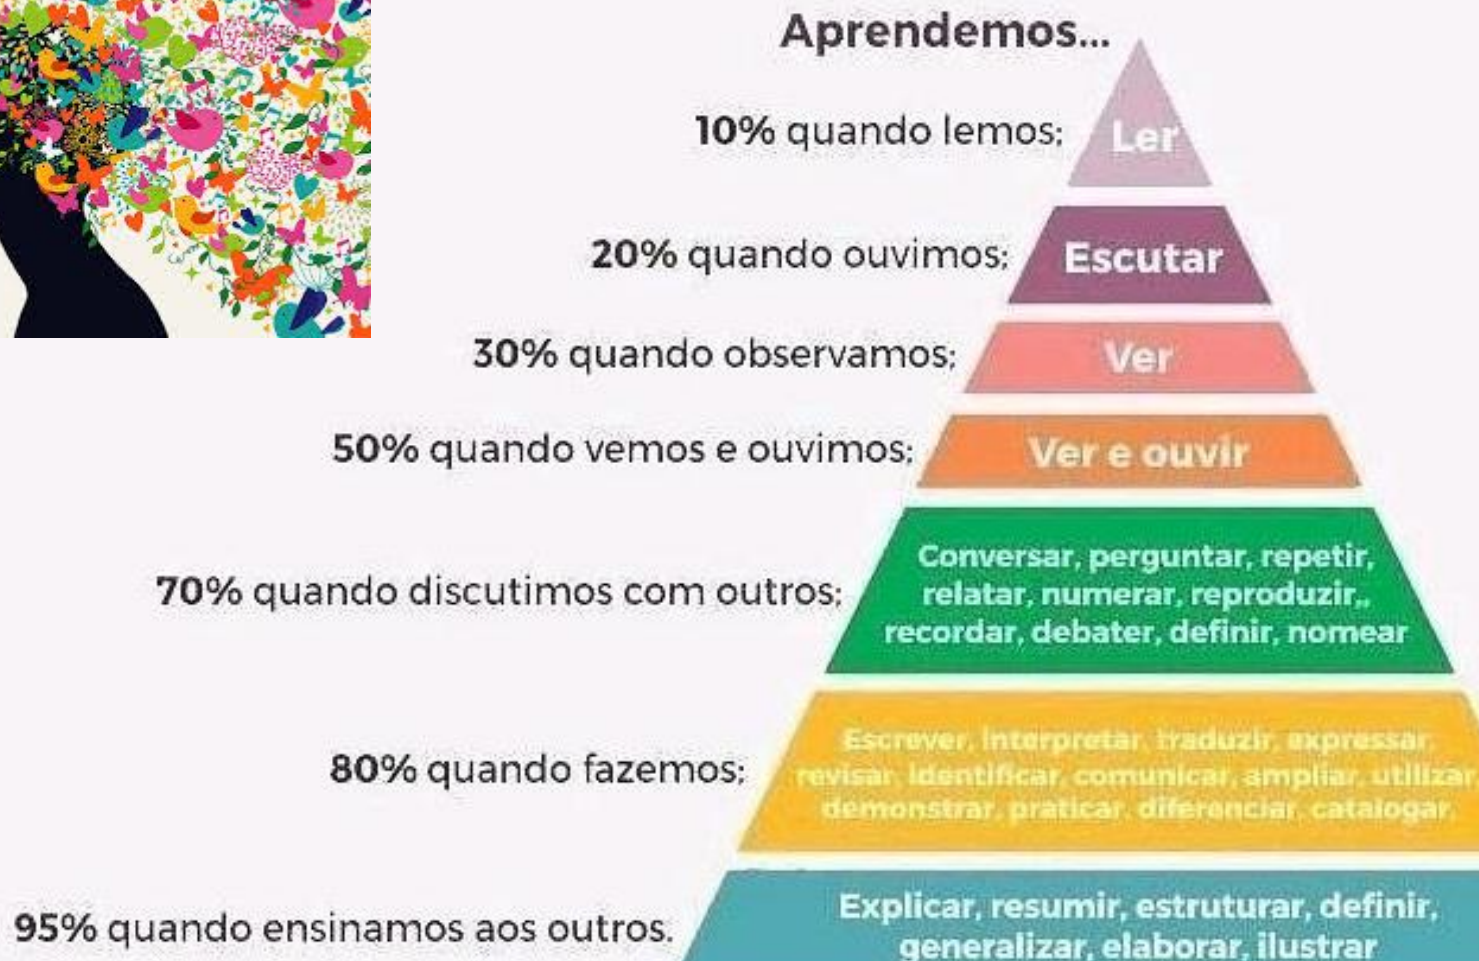 Aprendemos...
10% quando lemos;
Ler
20% quando ouvimos;
Escutar
30% quando observamos;
Ver
50% quando vemos e ouvimos;
Ver e ouvir
70% quando discutimos com outros;
Conversar, perguntar, repetir,
relatar, numerar, reproduzir,,
recordar, debater, definir, nomear
80% quando fazemos;
Escrever, interpretar, traduzir, expressar,
revisar, identificar, comunicar, ampliar, utilizar
demonstrar, praticar, diferenciar, catalogar.
95% quando ensinamos aos outros.
Explicar, resumir, estruturar, definir,
generalizar, elaborar, ilustrar